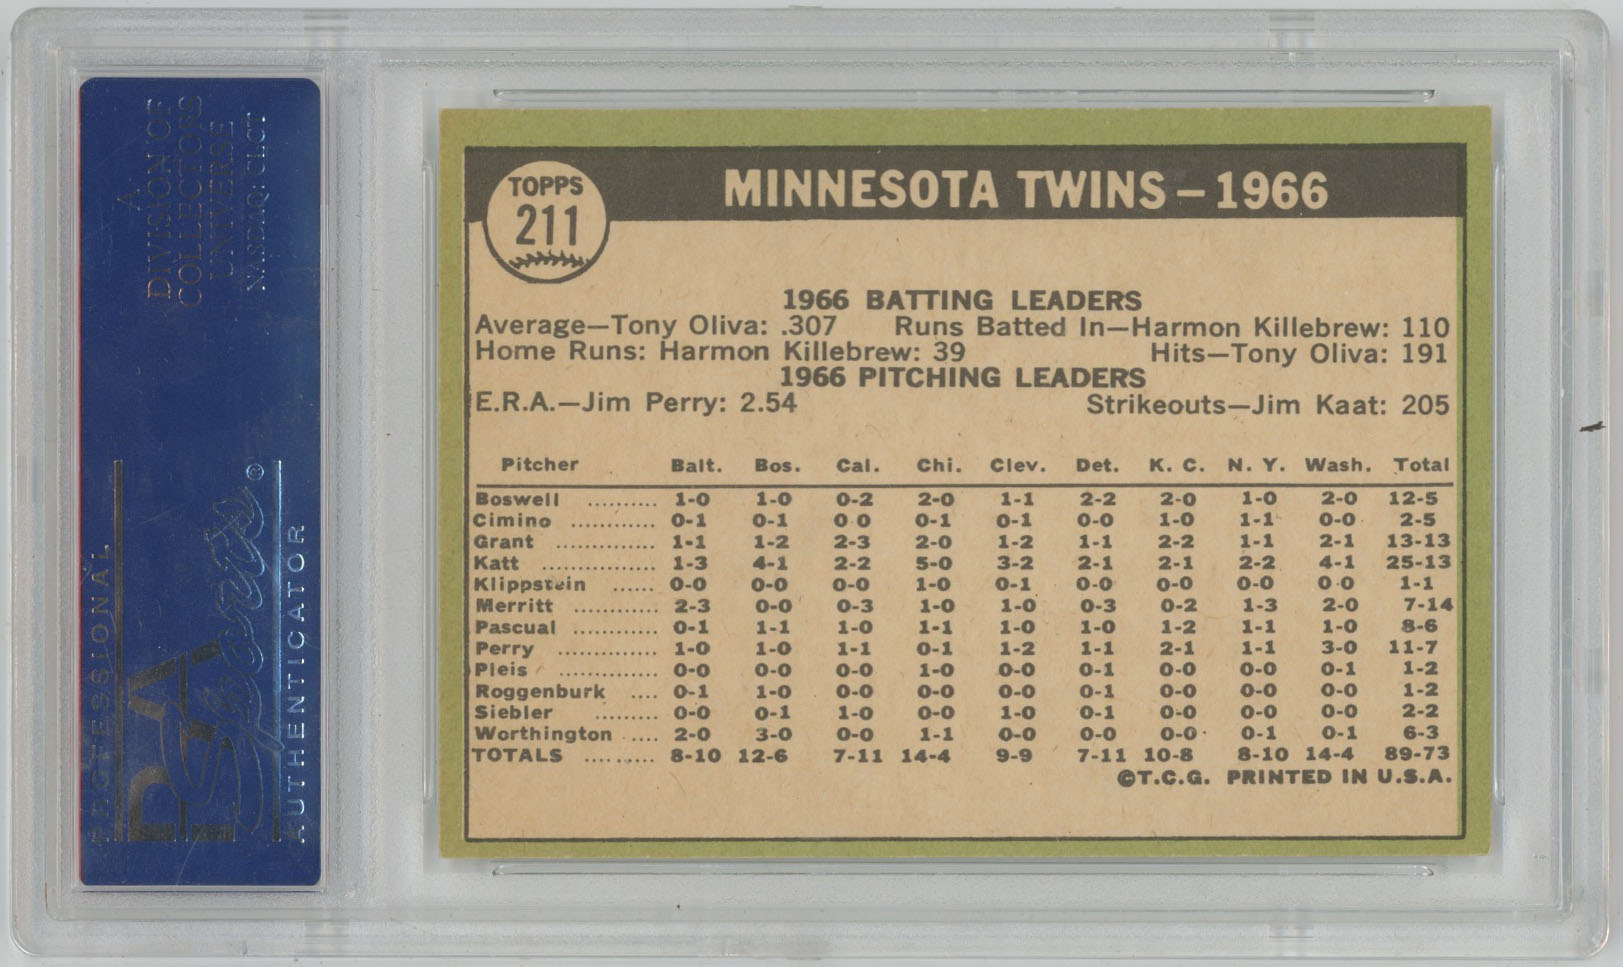 A
DIVISION OF
COLLECTORS
UNIVERSE
NASDAQ: CLCT
PROFESSIONAL
PSA
Sports®
AUTHENTICATOR
TOPPS
211
MINNESOTA TWINS – 1966
1966 BATTING LEADERS
Average—Tony Oliva: .307 Runs Batted In—Harmon Killebrew: 110
Home Runs: Harmon Killebrew: 39 Hits—Tony Oliva: 191
1966 PITCHING LEADERS
E.R.A.—Jim Perry: 2.54 Strikeouts—Jim Kaat: 205
Pitcher Balt. Bos. Cal. Chi. Clev. Det. K. C. N. Y. Wash. Total
Boswell .......... 1-0 1-0 0-2 2-0 1-1 2-2 2-0 1-0 2-0 12-5
Cimino ............ 0-1 0-1 0 0 0-1 0-1 0-0 1-0 1-1 0-0 2-5
Grant .............. 1-1 1-2 2-3 2-0 1-2 1-1 2-2 1-1 2-1 13-13
Katt ................ 1-3 4-1 2-2 5-0 3-2 2-1 2-1 2-2 4-1 25-13
Klippstein ...... 0-0 0-0 0-0 1-0 0-1 0-0 0-0 0-0 0 0 1-1
Merritt ............ 2-3 0-0 0-3 1-0 1-0 0-3 0-2 1-3 2-0 7-14
Pascual ............ 0-1 1-1 1-0 1-1 1-0 1-0 1-2 1-1 1-0 8-6
Perry .............. 1-0 1-0 1-1 0-1 1-2 1-1 2-1 1-1 3-0 11-7
Pleis .............. 0-0 0-0 0-0 1-0 0-0 0-1 0-0 0-0 0-1 1-2
Roggenburk .... 0-1 1-0 0-0 0-0 0-0 0-1 0-0 0-0 0-0 1-2
Siebler ......... 0-0 0-1 1-0 0-0 1-0 0-1 0-0 0-0 0-0 2-2
Worthington .... 2-0 3-0 0-0 1-1 0-0 0-0 0-0 0-1 0-1 6-3
TOTALS .......... 8-10 12-6 7-11 14-4 9-9 7-11 10-8 8-10 14-4 89-73
©T.C.G. PRINTED IN U.S.A.